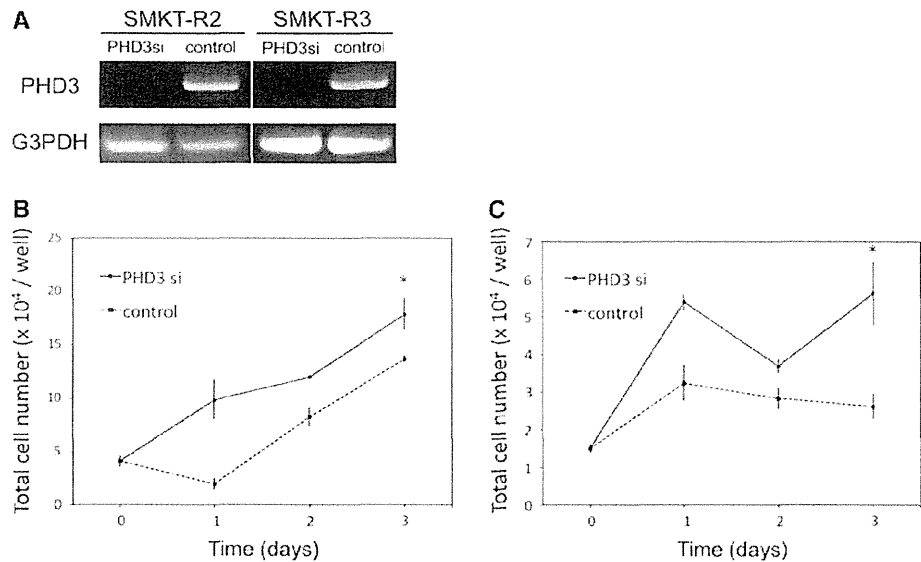 A
SMKT-R2 SMKT-R3
PHD3si control PHD3si control
PHD3
G3PDH
B
Total cell number (x 10⁴ / well)
25
20
15
10
5
0
PHD3 si
control
*
0 1 2 3
Time (days)
C
Total cell number (x 10⁴ / well)
7
6
5
4
3
2
1
0
PHD3 si
control
*
0 1 2 3
Time (days)